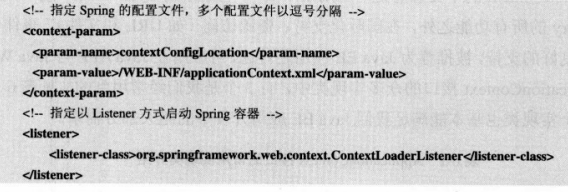 <!-- 指定 Spring 的配置文件，多个配置文件以逗号分隔 -->
<context-param>
<param-name>contextConfigLocation</param-name>
<param-value>/WEB-INF/applicationContext.xml</param-value>
</context-param>
<!-- 指定以 Listener 方式启动 Spring 容器 -->
<listener>
<listener-class>org.springframework.web.context.ContextLoaderListener</listener-class>
</listener>